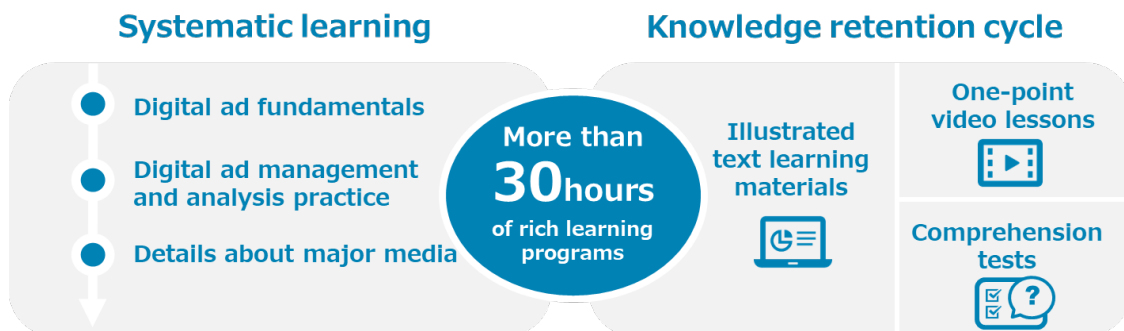 Systematic learning
Knowledge retention cycle
Digital ad fundamentals
Digital ad management
and analysis practice
Details about major media
More than
30hours
of rich learning
programs
Illustrated
text learning
materials
One-point
video lessons
Comprehension
tests
?